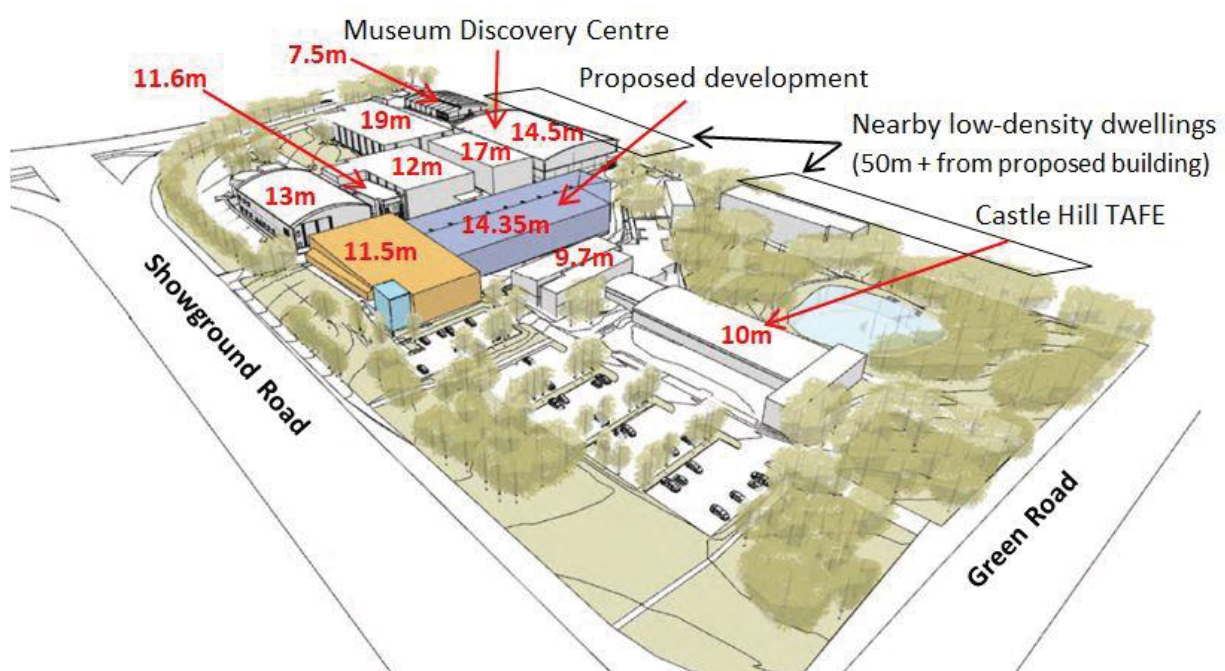 Museum Discovery Centre
7.5m
Proposed development
11.6m
19m
14.5m
17m
12m
13m
Nearby low-density dwellings
(50m + from proposed building)
Castle Hill TAFE
14.35m
11.5m
9.7m
10m
Showground Road
Green Road